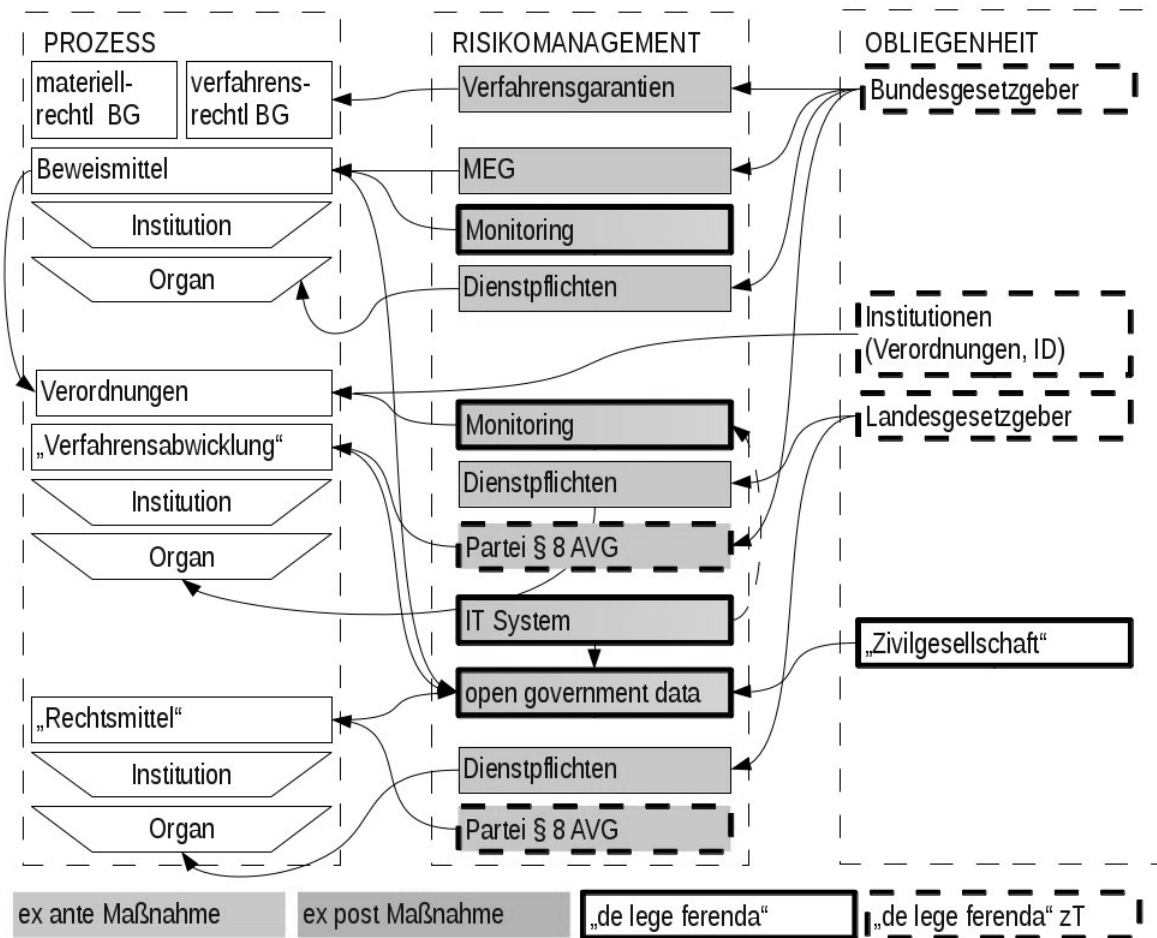 PROZESS
materiell-
rechtl BG
verfahrens-
rechtl BG
Beweismittel
Institution
Organ
Verordnungen
„Verfahrensabwicklung“
Institution
Organ
„Rechtsmittel“
Institution
Organ
RISIKOMANAGEMENT
Verfahrensgarantien
MEG
Monitoring
Dienstpflichten
Monitoring
Dienstpflichten
Partei § 8 AVG
IT System
open government data
Dienstpflichten
Partei § 8 AVG
OBLIEGENHEIT
Bundesgesetzgeber
Institutionen
(Verordnungen, ID)
Landesgesetzgeber
„Zivilgesellschaft“
ex ante Maßnahme
ex post Maßnahme
„de lege ferenda“
„de lege ferenda“ zT